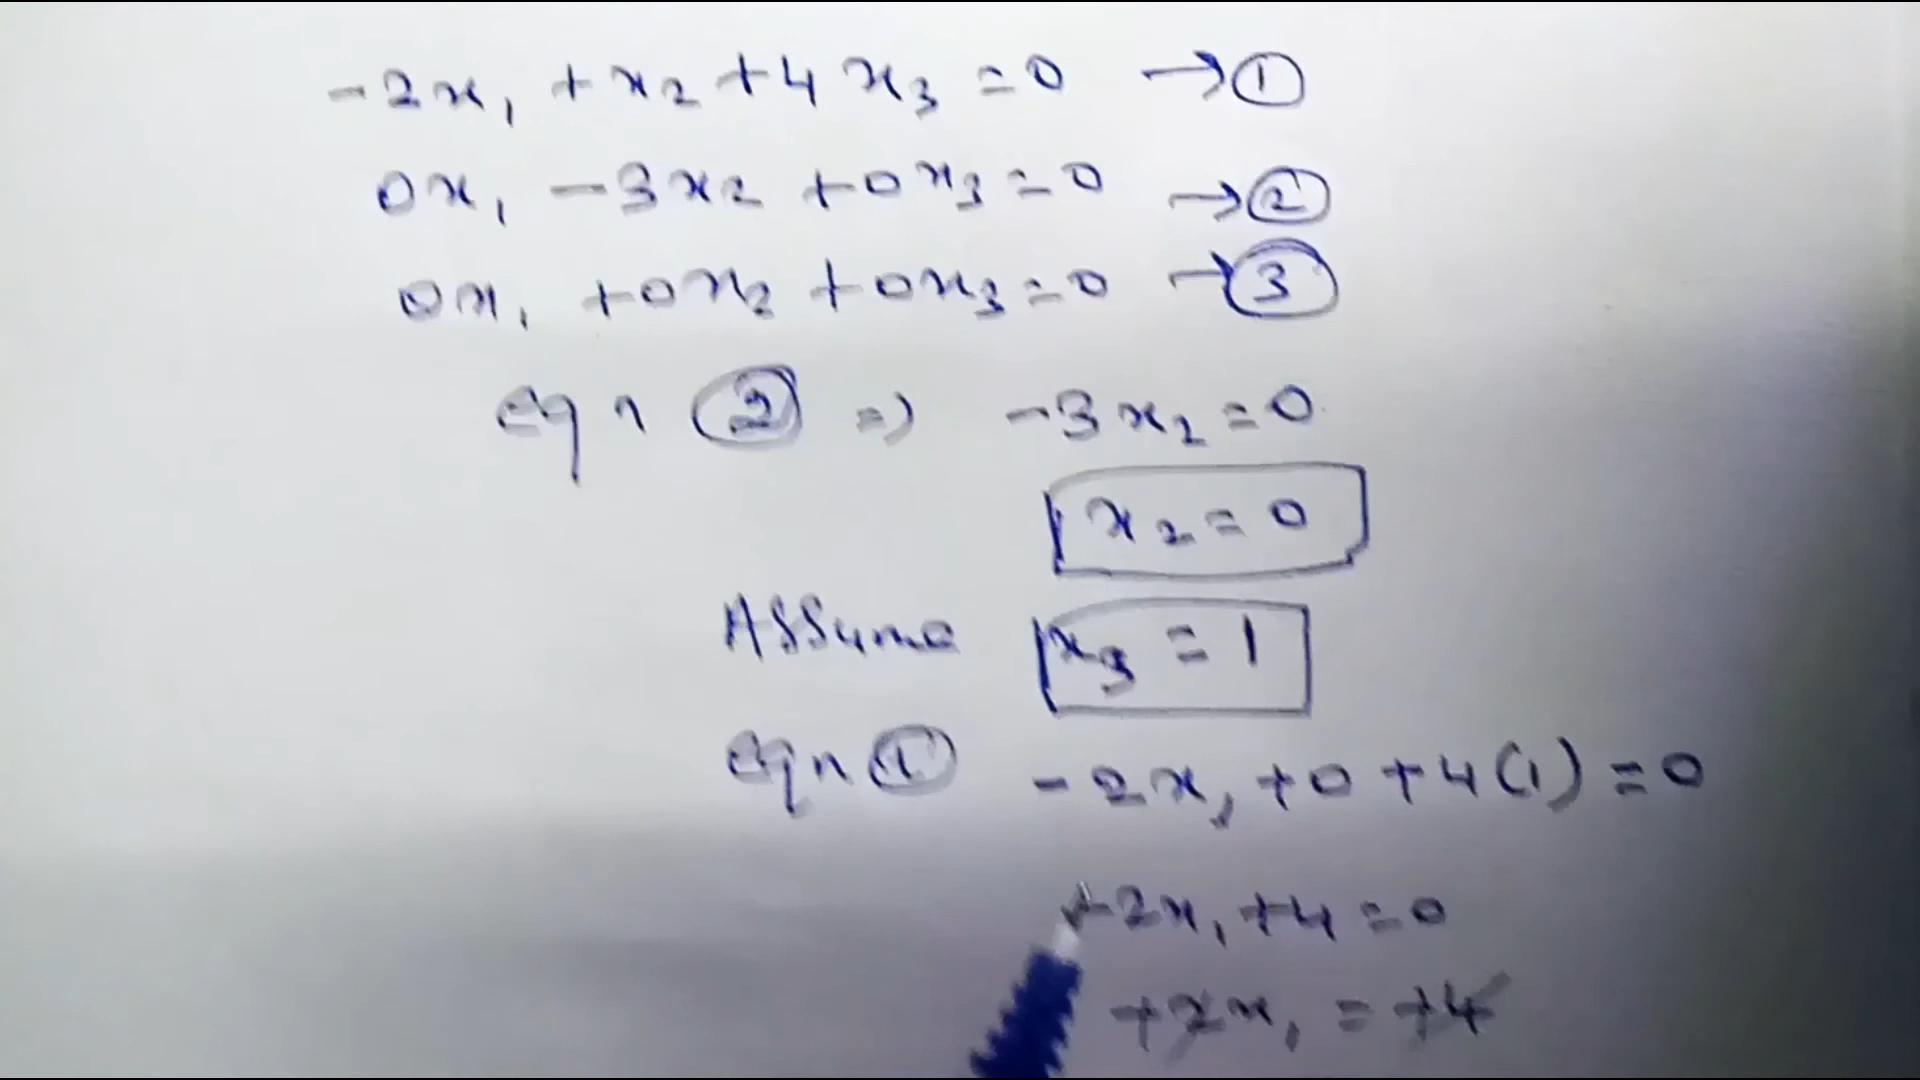 -2x₁ +x₂ +4x₃ =0 →①
0x₁ -3x₂ +0x₃ =0 →②
0x₁ +0x₂ +0x₃ =0 →③
eqn ② => -3x₂ =0
x₂ = 0
Assume x₃ = 1
eqn ① -2x₁ +0 +4(1) =0
-2x₁ +4 =0
+2x₁ = +4